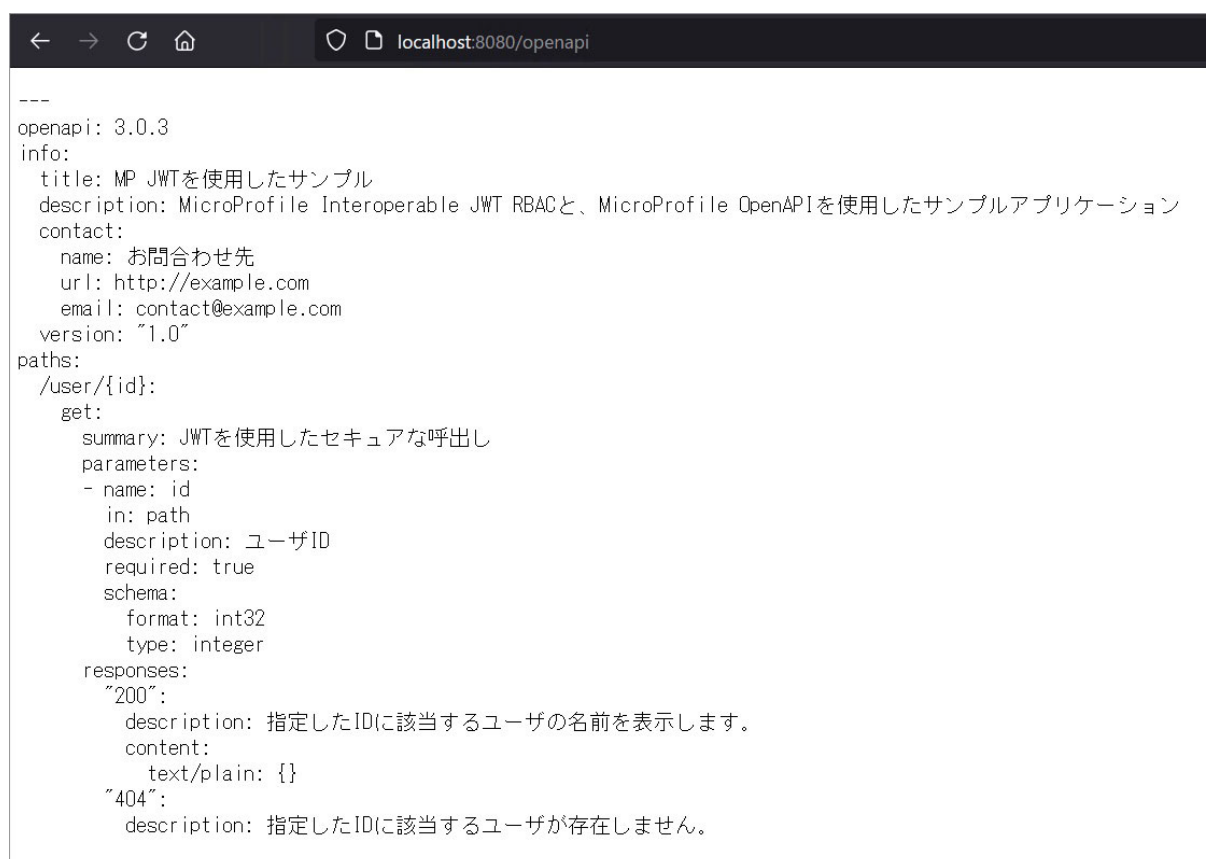 localhost:8080/openapi
---
openapi: 3.0.3
info:
  title: MP JWTを使用したサンプル
  description: MicroProfile Interoperable JWT RBACと、MicroProfile OpenAPIを使用したサンプルアプリケーション
  contact:
    name: お問合わせ先
    url: http://example.com
    email: contact@example.com
  version: "1.0"
paths:
  /user/{id}:
    get:
      summary: JWTを使用したセキュアな呼出し
      parameters:
      - name: id
        in: path
        description: ユーザID
        required: true
        schema:
          format: int32
          type: integer
      responses:
        "200":
          description: 指定したIDに該当するユーザの名前を表示します。
          content:
            text/plain: {}
        "404":
          description: 指定したIDに該当するユーザが存在しません。